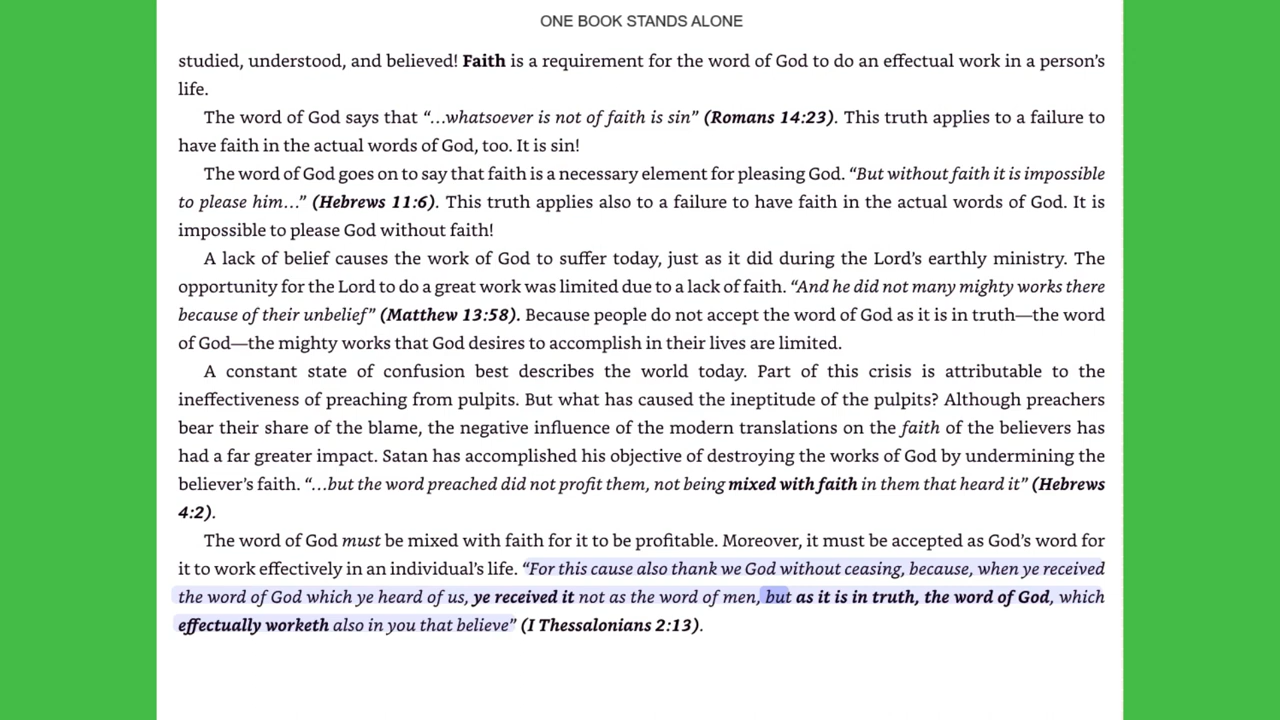 ONE BOOK STANDS ALONE
studied, understood, and believed! Faith is a requirement for the word of God to do an effectual work in a person’s
life.
The word of God says that “…whatsoever is not of faith is sin” (Romans 14:23). This truth applies to a failure to
have faith in the actual words of God, too. It is sin!
The word of God goes on to say that faith is a necessary element for pleasing God. “But without faith it is impossible
to please him…” (Hebrews 11:6). This truth applies also to a failure to have faith in the actual words of God. It is
impossible to please God without faith!
A lack of belief causes the work of God to suffer today, just as it did during the Lord’s earthly ministry. The
opportunity for the Lord to do a great work was limited due to a lack of faith. “And he did not many mighty works there
because of their unbelief” (Matthew 13:58). Because people do not accept the word of God as it is in truth—the word
of God—the mighty works that God desires to accomplish in their lives are limited.
A constant state of confusion best describes the world today. Part of this crisis is attributable to the
ineffectiveness of preaching from pulpits. But what has caused the ineptitude of the pulpits? Although preachers
bear their share of the blame, the negative influence of the modern translations on the faith of the believers has
had a far greater impact. Satan has accomplished his objective of destroying the works of God by undermining the
believer’s faith. “…but the word preached did not profit them, not being mixed with faith in them that heard it” (Hebrews
4:2).
The word of God must be mixed with faith for it to be profitable. Moreover, it must be accepted as God’s word for
it to work effectively in an individual’s life. “For this cause also thank we God without ceasing, because, when ye received
the word of God which ye heard of us, ye received it not as the word of men, but as it is in truth, the word of God, which
effectually worketh also in you that believe” (I Thessalonians 2:13).